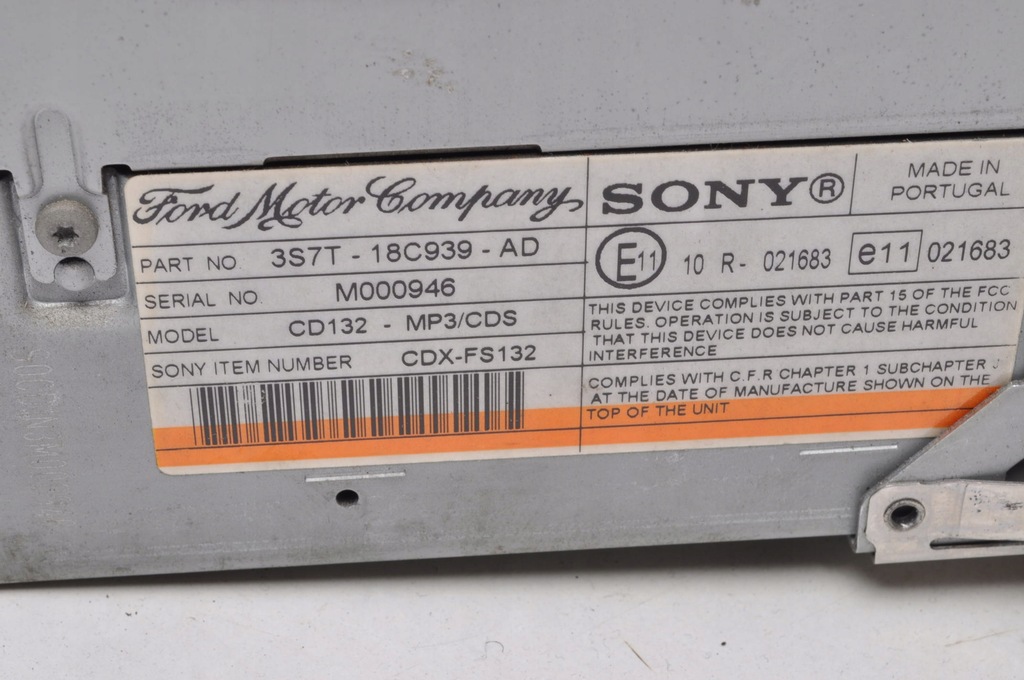 Ford Motor Company
PART NO. 3S7T - 18C939 - AD
SERIAL NO. M000946
MODEL CD132 - MP3/CDS
SONY ITEM NUMBER CDX-FS132
SONY®
MADE IN
PORTUGAL
E11 10 R- 021683 e11 021683
THIS DEVICE COMPLIES WITH PART 15 OF THE FCC
RULES. OPERATION IS SUBJECT TO THE CONDITION
THAT THIS DEVICE DOES NOT CAUSE HARMFUL
INTERFERENCE
COMPLIES WITH C.F.R CHAPTER 1 SUBCHAPTER
AT THE DATE OF MANUFACTURE SHOWN ON THE
TOP OF THE UNIT